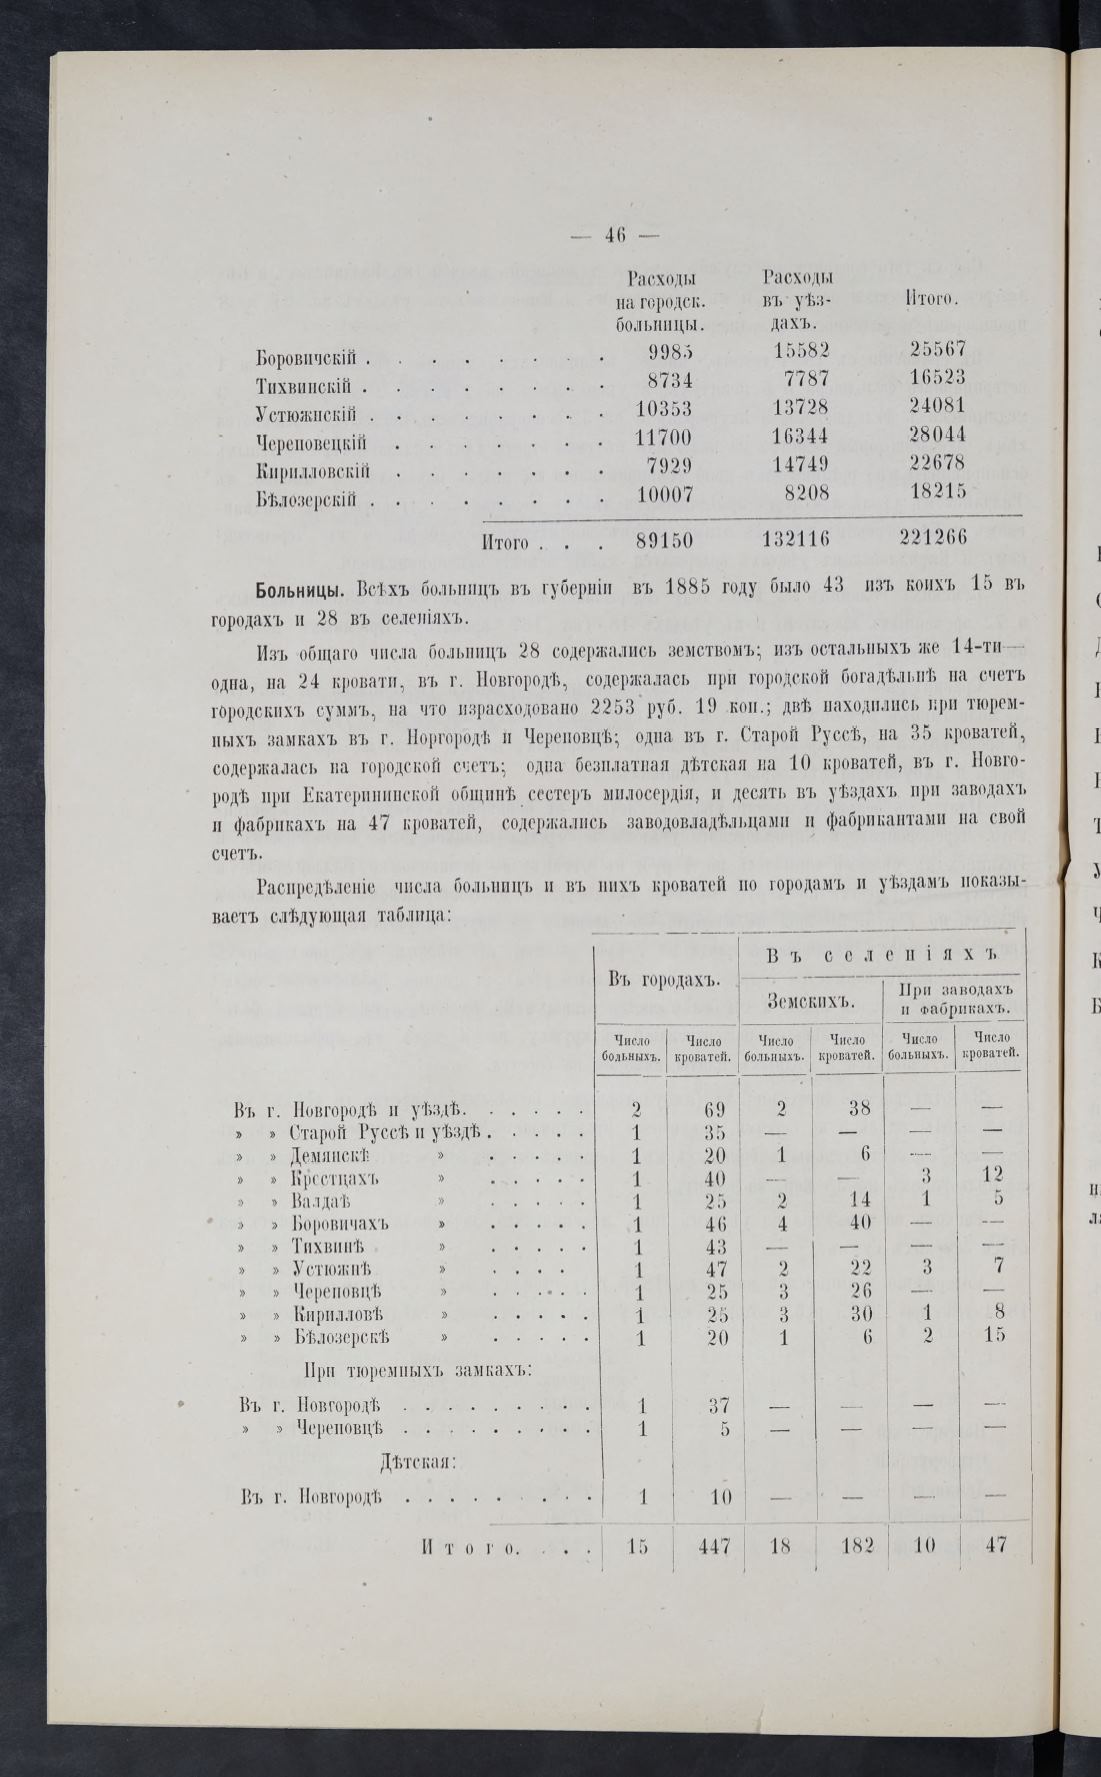 — 46 —
Расходы на городск. больницы. Расходы въ уѣз- дахъ. Итого.
Боровичскій . . . . . . . . 9985 15582 25567
Тихвинскій . . . . . . . 8734 7787 16523
Устюжнскій . . . . . . . . 10353 13728 24081
Череповецкій . . . . . . . 11700 16344 28044
Кирилловскій . . . . . . . 7929 14749 22678
Бѣлозерскій . . . . . . . . 10007 8208 18215
Итого . . . 89150 132116 221266
Больницы. Всѣхъ больницъ въ губерніи въ 1885 году было 43 изъ коихъ 15 въ
городахъ и 28 въ селеніяхъ.
Изъ общаго числа больницъ 28 содержались земствомъ; изъ остальныхъ же 14-ти—
одна, на 24 кровати, въ г. Новгородѣ, содержалась при городской богадѣльнѣ на счетъ
городскихъ суммъ, на что израсходовано 2253 руб. 19 коп.; двѣ находились при тюрем-
ныхъ замкахъ въ г. Норгородѣ и Череповцѣ; одна въ г. Старой Руссѣ, на 35 кроватей,
содержалась на городской счетъ; одна безплатная дѣтская на 10 кроватей, въ г. Новго-
родѣ при Екатерининской общинѣ сестеръ милосердія, и десять въ уѣздахъ при заводахъ
и фабрикахъ на 47 кроватей, содержались заводовладѣльцами и фабрикантами на свой
счетъ.
Распредѣленіе числа больницъ и въ нихъ кроватей по городамъ и уѣздамъ показы-
ваетъ слѣдующая таблица:
Въ городахъ. Въ селеніяхъ
Земскихъ. При заводахъ и фабрикахъ.
Число больныхъ. Число кроватей. Число больныхъ. Число кроватей. Число больныхъ. Число кроватей.
Въ г. Новгородѣ и уѣздѣ. . . . . . 2 69 2 38 — —
» » Старой Руссѣ и уѣздѣ . . . . . 1 35 — — — —
» » Демянскѣ » . . . . . 1 20 1 6 — —
» » Крестцахъ » . . . . . 1 40 — — 3 12
» » Валдаѣ » . . . . . 1 25 2 14 1 5
» » Боровичахъ » . . . . . 1 46 4 40 — —
» » Тихвинѣ » . . . . . 1 43 — — — —
» » Устюжнѣ » . . . . 1 47 2 22 3 7
» » Череповцѣ » . . . . . 1 25 3 26 — —
» » Кирилловѣ » . . . . . 1 25 3 30 1 8
» » Бѣлозерскѣ » . . . . . 1 20 1 6 2 15
При тюремныхъ замкахъ:
Въ г. Новгородѣ . . . . . . . . . 1 37 — — — —
» » Череповцѣ . . . . . . . . . 1 5 — — — —
Дѣтская:
Въ г. Новгородѣ . . . . . . . . . 1 10 — — — —
Итого. . . . 15 447 18 182 10 47